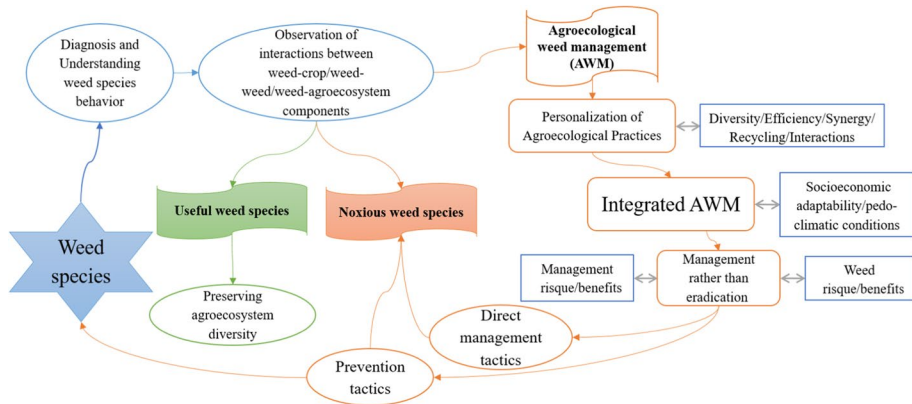 Diagnosis and
Understanding
weed species
behavior
Observation of
interactions between
weed-crop/weed-
weed/weed-agroecosystem
components
Agroecological
weed management
(AWM)
Personalization of
Agroecological Practices
Diversity/Efficiency/Synergy/
Recycling/Interactions
Useful weed species
Noxious weed species
Integrated AWM
Socioeconomic
adaptability/pedo-
climatic conditions
Weed
species
Preserving
agroecosystem
diversity
Management
risque/benefits
Management
rather than
eradication
Weed
risque/benefits
Direct
management
tactics
Prevention
tactics